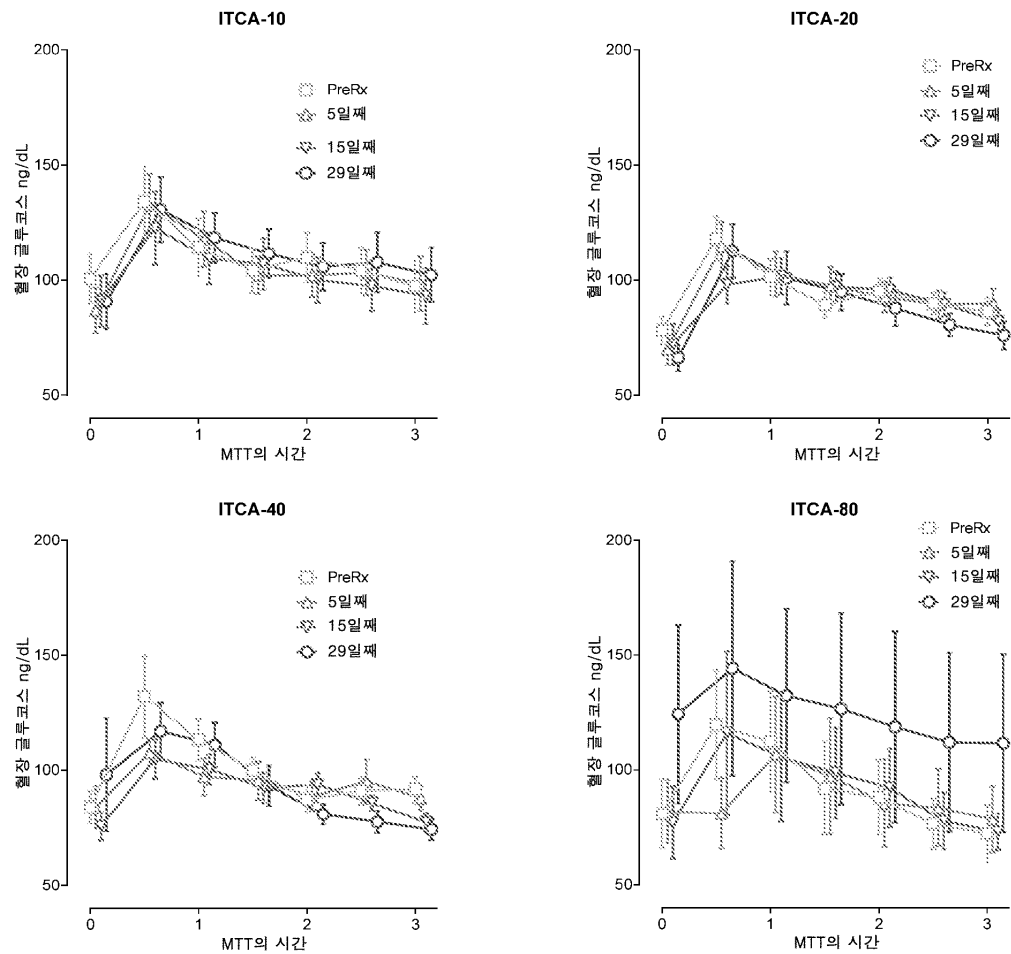 ITCA-10
200
150
100
50
혈장 글루코스 ng/dL
PreRx
5일째
15일째
29일째
0 1 2 3
MTT의 시간
ITCA-20
200
150
100
50
혈장 글루코스 ng/dL
PreRx
5일째
15일째
29일째
0 1 2 3
MTT의 시간
ITCA-40
200
150
100
50
혈장 글루코스 ng/dL
PreRx
5일째
15일째
29일째
0 1 2 3
MTT의 시간
ITCA-80
200
150
100
50
혈장 글루코스 ng/dL
PreRx
5일째
15일째
29일째
0 1 2 3
MTT의 시간